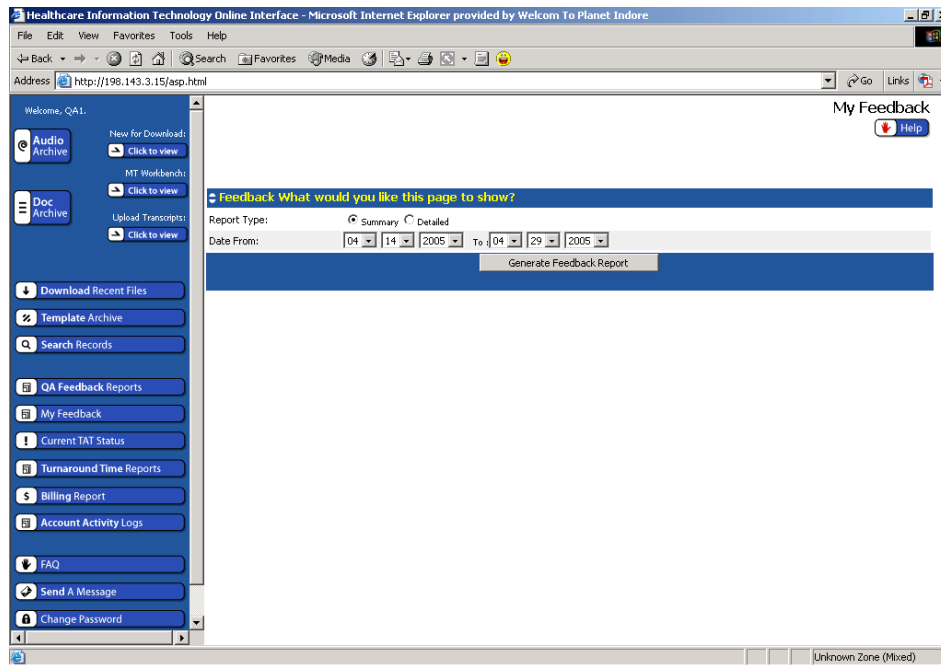 Healthcare Information Technology Online Interface - Microsoft Internet Explorer provided by Welcom To Planet Indore
File Edit View Favorites Tools Help
Back Search Favorites Media
Address http://198.143.3.15/asp.html Go Links
Welcome, QA1.
My Feedback
Help
Audio Archive
New for Download:
Click to view
MT Workbench:
Click to view
Doc Archive
Upload Transcripts:
Click to view
Feedback What would you like this page to show?
Report Type: Summary Detailed
Date From: 04 14 2005 To : 04 29 2005
Generate Feedback Report
Download Recent Files
Template Archive
Search Records
QA Feedback Reports
My Feedback
Current TAT Status
Turnaround Time Reports
$ Billing Report
Account Activity Logs
FAQ
Send A Message
Change Password
Unknown Zone (Mixed)